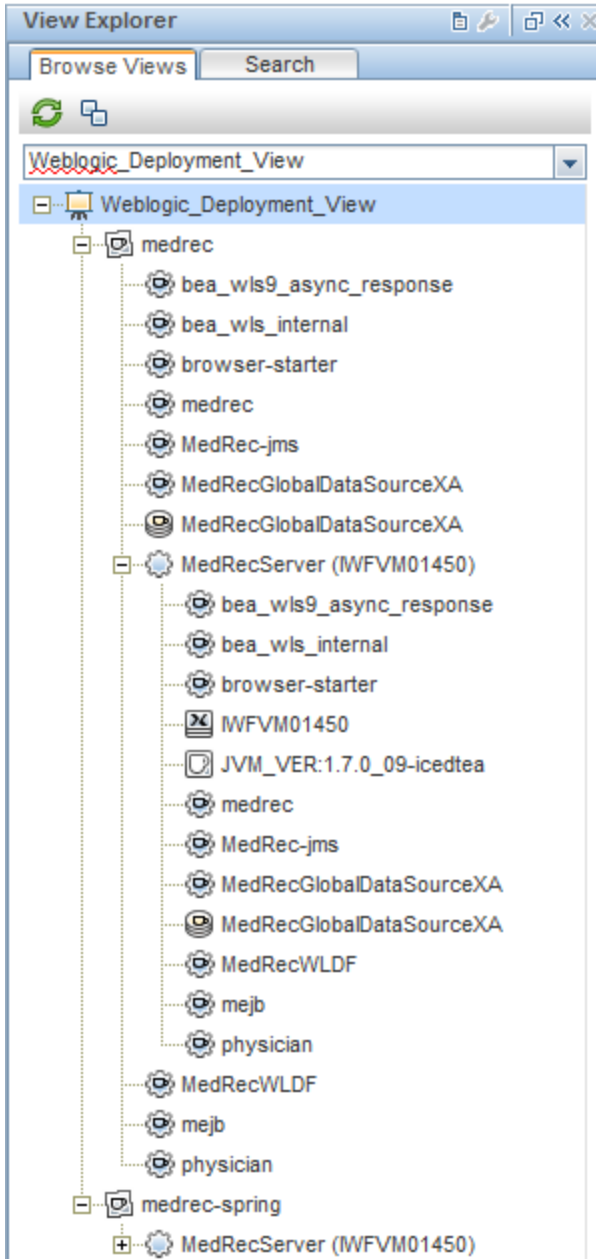 View Explorer
Browse Views Search
Weblogic_Deployment_View
Weblogic_Deployment_View
medrec
bea_wls9_async_response
bea_wls_internal
browser-starter
medrec
MedRec-jms
MedRecGlobalDataSourceXA
MedRecGlobalDataSourceXA
MedRecServer (IWFVM01450)
bea_wls9_async_response
bea_wls_internal
browser-starter
IWFVM01450
JVM_VER:1.7.0_09-icedtea
medrec
MedRec-jms
MedRecGlobalDataSourceXA
MedRecGlobalDataSourceXA
MedRecWLDF
mejb
physician
MedRecWLDF
mejb
physician
medrec-spring
MedRecServer (IWFVM01450)